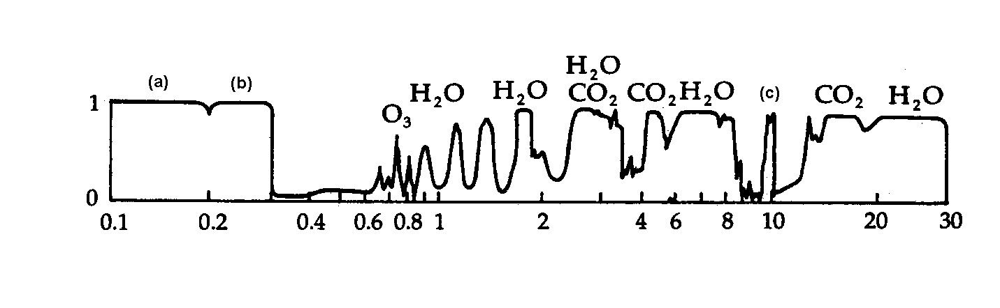 H₂O
(a) (b) H₂O H₂O CO₂ CO₂ H₂O (c) CO₂ H₂O
1
O₃
0
0.1 0.2 0.4 0.6 0.8 1 2 4 6 8 10 20 30